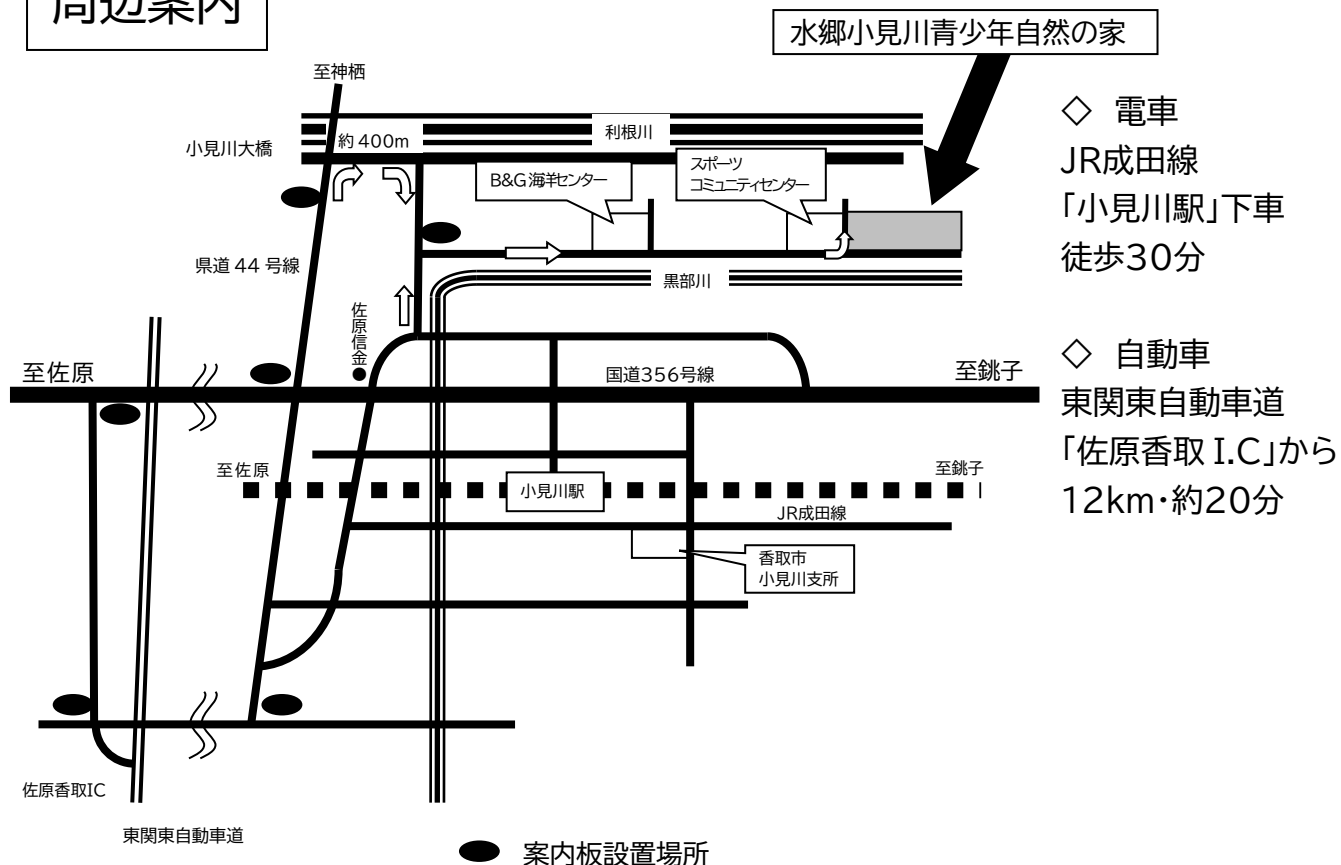 周辺案内
水郷小見川青少年自然の家
至神栖
◇ 電車
JR成田線
「小見川駅」下車
徒歩30分
◇ 自動車
東関東自動車道
「佐原香取 I.C」から
12km・約20分
小見川大橋
約 400m
利根川
B&G 海洋センター
スポーツ
コミュニティセンター
県道 44 号線
黒部川
佐原信金
至佐原
国道356号線
至銚子
至佐原
小見川駅
至銚子
JR成田線
香取市
小見川支所
佐原香取IC
東関東自動車道
案内板設置場所